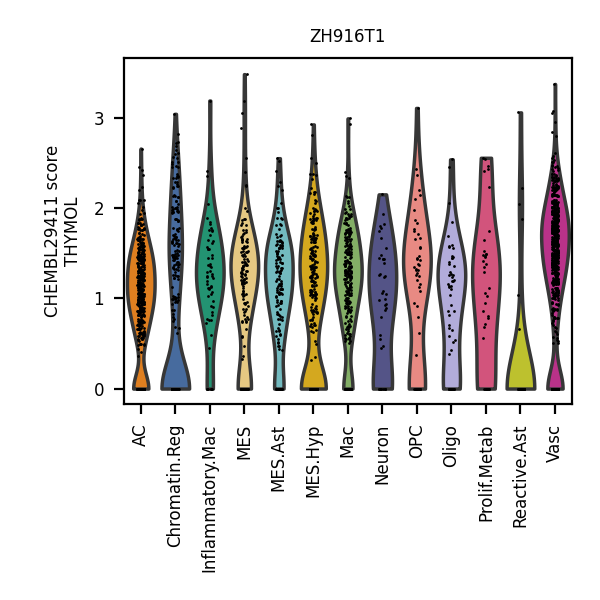 ZH916T1
CHEMBL29411 score
THYMOL
3
2
1
0
AC
Chromatin.Reg
Inflammatory.Mac
MES
MES.Ast
MES.Hyp
Mac
Neuron
OPC
Oligo
Prolif.Metab
Reactive.Ast
Vasc